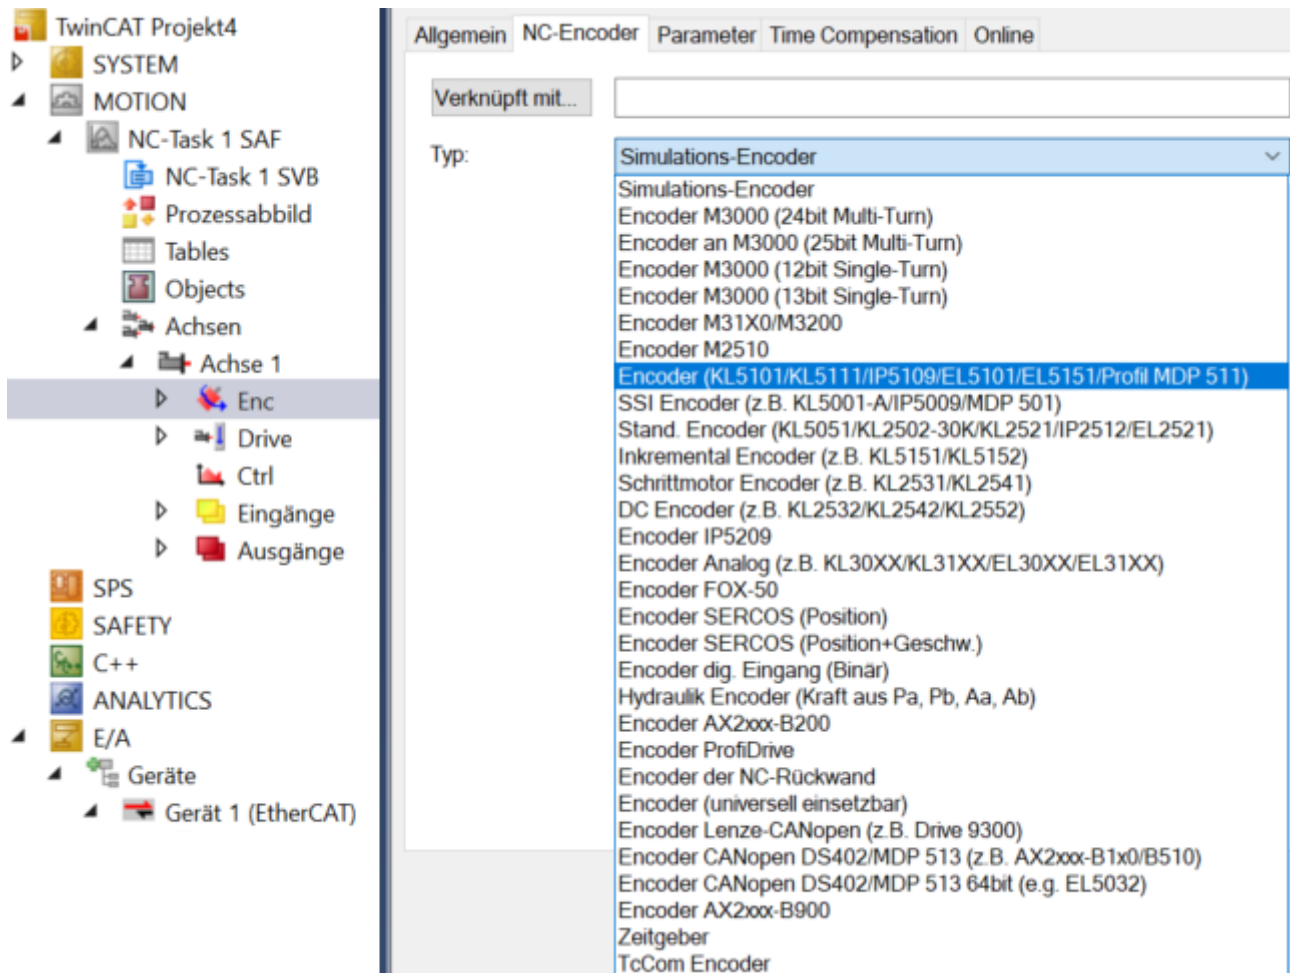 TwinCAT Projekt4
SYSTEM
MOTION
NC-Task 1 SAF
NC-Task 1 SVB
Prozessabbild
Tables
Objects
Achsen
Achse 1
Enc
Drive
Ctrl
Eingänge
Ausgänge
SPS
SAFETY
C++
ANALYTICS
E/A
Geräte
Gerät 1 (EtherCAT)
Allgemein NC-Encoder Parameter Time Compensation Online
Verknüpft mit...
Typ: Simulations-Encoder
Simulations-Encoder
Encoder M3000 (24bit Multi-Turn)
Encoder an M3000 (25bit Multi-Turn)
Encoder M3000 (12bit Single-Turn)
Encoder M3000 (13bit Single-Turn)
Encoder M31X0/M3200
Encoder M2510
Encoder (KL5101/KL5111/IP5109/EL5101/EL5151/Profil MDP 511)
SSI Encoder (z.B. KL5001-A/IP5009/MDP 501)
Stand. Encoder (KL5051/KL2502-30K/KL2521/IP2512/EL2521)
Inkremental Encoder (z.B. KL5151/KL5152)
Schrittmotor Encoder (z.B. KL2531/KL2541)
DC Encoder (z.B. KL2532/KL2542/KL2552)
Encoder IP5209
Encoder Analog (z.B. KL30XX/KL31XX/EL30XX/EL31XX)
Encoder FOX-50
Encoder SERCOS (Position)
Encoder SERCOS (Position+Geschw.)
Encoder dig. Eingang (Binär)
Hydraulik Encoder (Kraft aus Pa, Pb, Aa, Ab)
Encoder AX2xxx-B200
Encoder ProfiDrive
Encoder der NC-Rückwand
Encoder (universell einsetzbar)
Encoder Lenze-CANopen (z.B. Drive 9300)
Encoder CANopen DS402/MDP 513 (z.B. AX2xxx-B1x0/B510)
Encoder CANopen DS402/MDP 513 64bit (e.g. EL5032)
Encoder AX2xxx-B900
Zeitgeber
TcCom Encoder